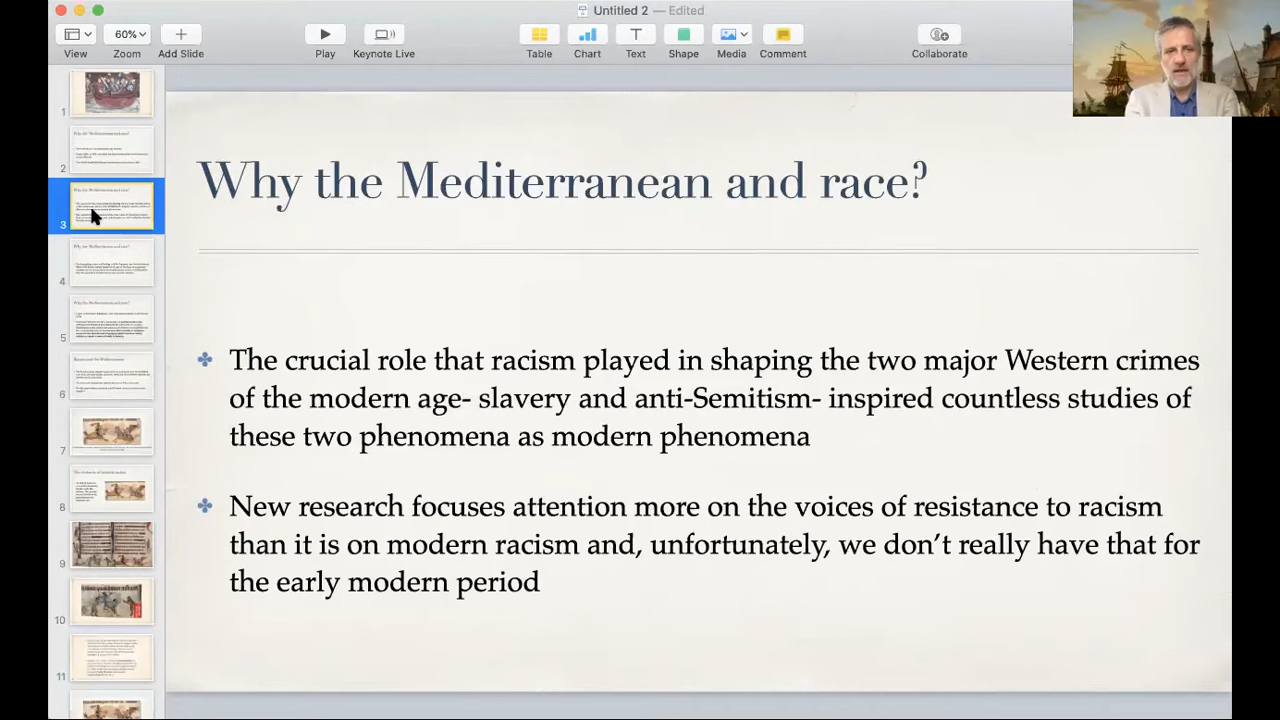 Untitled 2 — Edited
60%
View
Zoom
Add Slide
Play
Keynote Live
Table
Chart
Text
Shape
Media
Comment
Collaborate
1
2
3
4
5
6
7
8
9
10
11
Why the Mediterranean and race?
The crucial role that racism played in shaping the two major Western crimes
of the modern age- slavery and anti-Semitism- inspired countless studies of
these two phenomena as modern phenomena
New research focuses attention more on the voices of resistance to racism
than it is on modern racism and, unfortunately, we don't really have that for
the early modern period